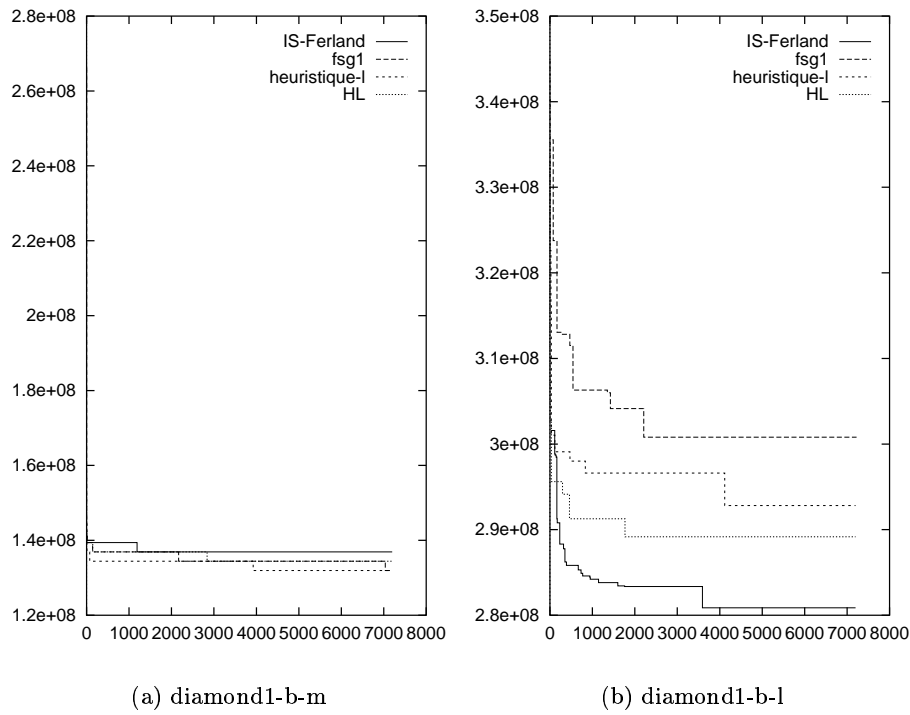 2.8e+08
2.6e+08
2.4e+08
2.2e+08
2e+08
1.8e+08
1.6e+08
1.4e+08
1.2e+08
0 1000 2000 3000 4000 5000 6000 7000 8000
IS-Ferland
fsg1
heuristique-l
HL
(a) diamond1-b-m
3.5e+08
3.4e+08
3.3e+08
3.2e+08
3.1e+08
3e+08
2.9e+08
2.8e+08
0 1000 2000 3000 4000 5000 6000 7000 8000
IS-Ferland
fsg1
heuristique-l
HL
(b) diamond1-b-l